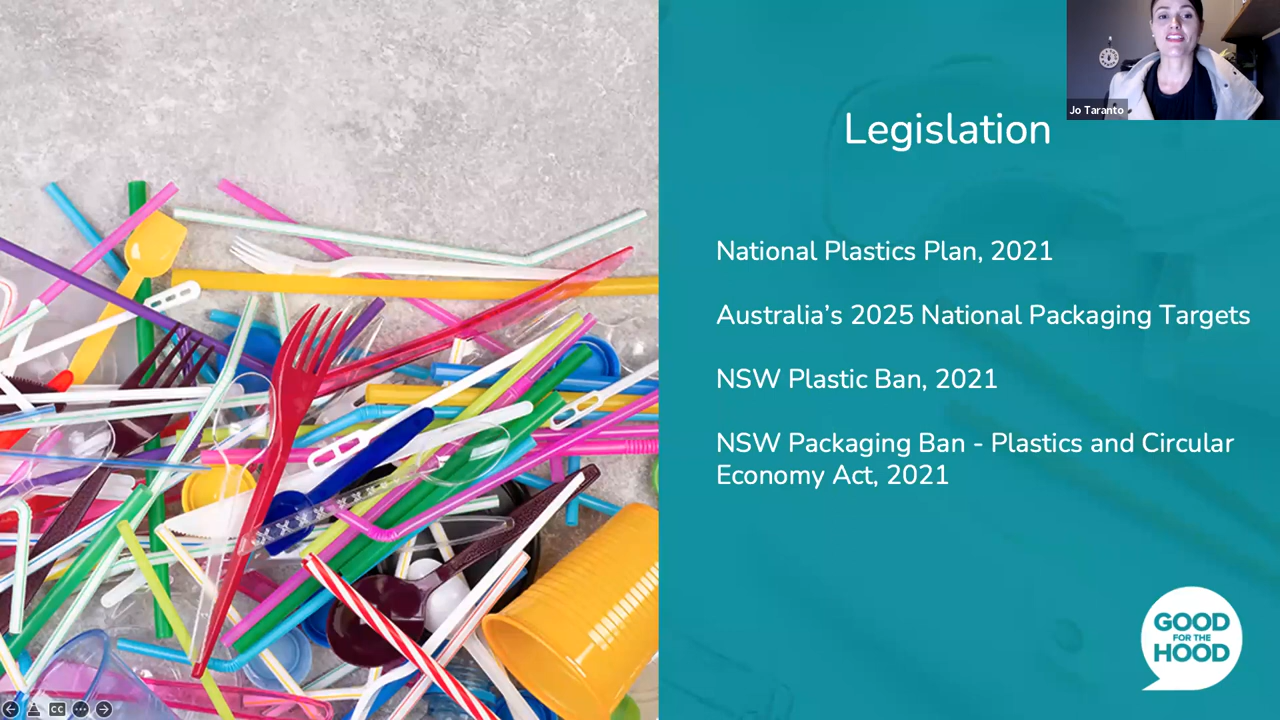 Jo Taranto
Legislation
National Plastics Plan, 2021
Australia’s 2025 National Packaging Targets
NSW Plastic Ban, 2021
NSW Packaging Ban - Plastics and Circular
Economy Act, 2021
GOOD
FOR THE
HOOD
CC